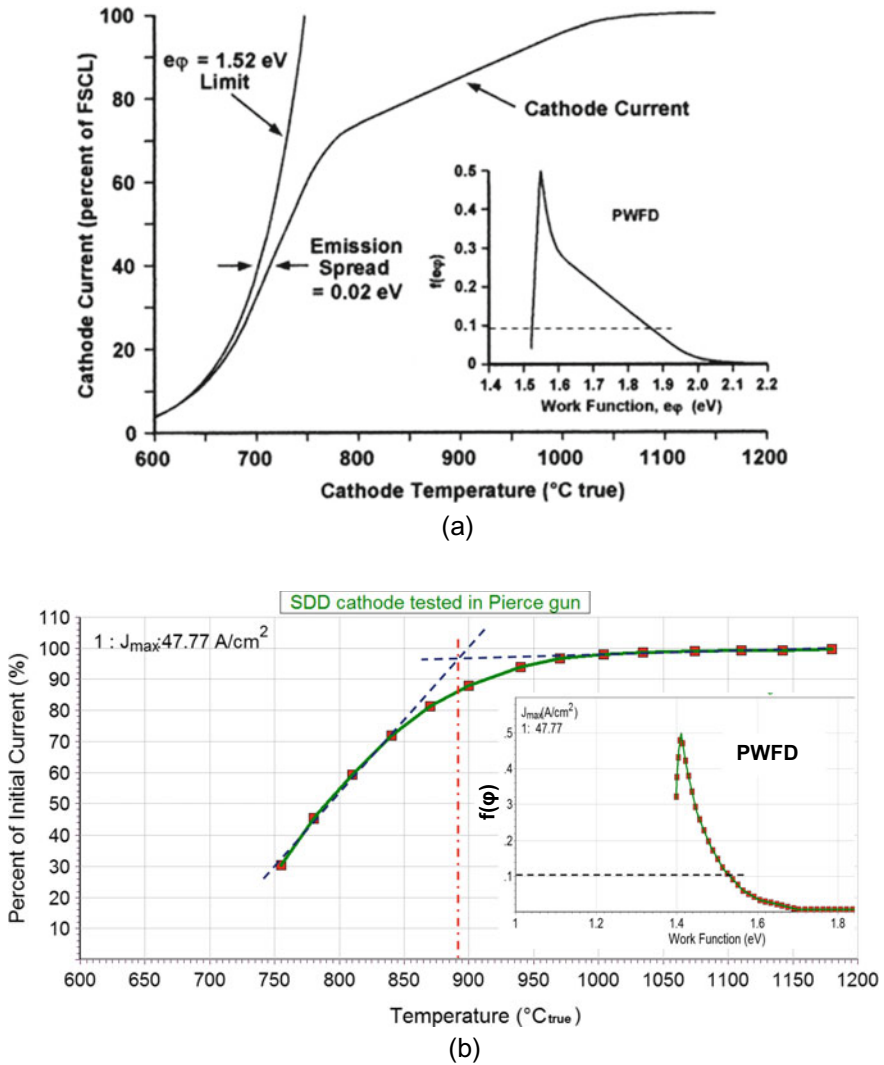 100
80
60
40
20
0
Cathode Current (percent of FSCL)
eφ = 1.52 eV
Limit
Cathode Current
Emission
Spread
= 0.02 eV
0.5
0.4
0.3
0.2
0.1
0
f(eφ)
PWFD
1.4 1.5 1.6 1.7 1.8 1.9 2.0 2.1 2.2
Work Function, eφ (eV)
600 700 800 900 1000 1100 1200
Cathode Temperature (°C true)
(a)
SDD cathode tested in Pierce gun
110
100
90
80
70
60
50
40
30
20
10
Percent of Initial Current (%)
1 : Jmax:47.77 A/cm²
Jmax(A/cm²)
1: 47.77
PWFD
.5
.4
.3
.2
.1
f(φ)
1 1.2 1.4 1.6 1.8
Work Function (eV)
600 650 700 750 800 850 900 950 1000 1050 1100 1150 1200
Temperature (°Ctrue)
(b)